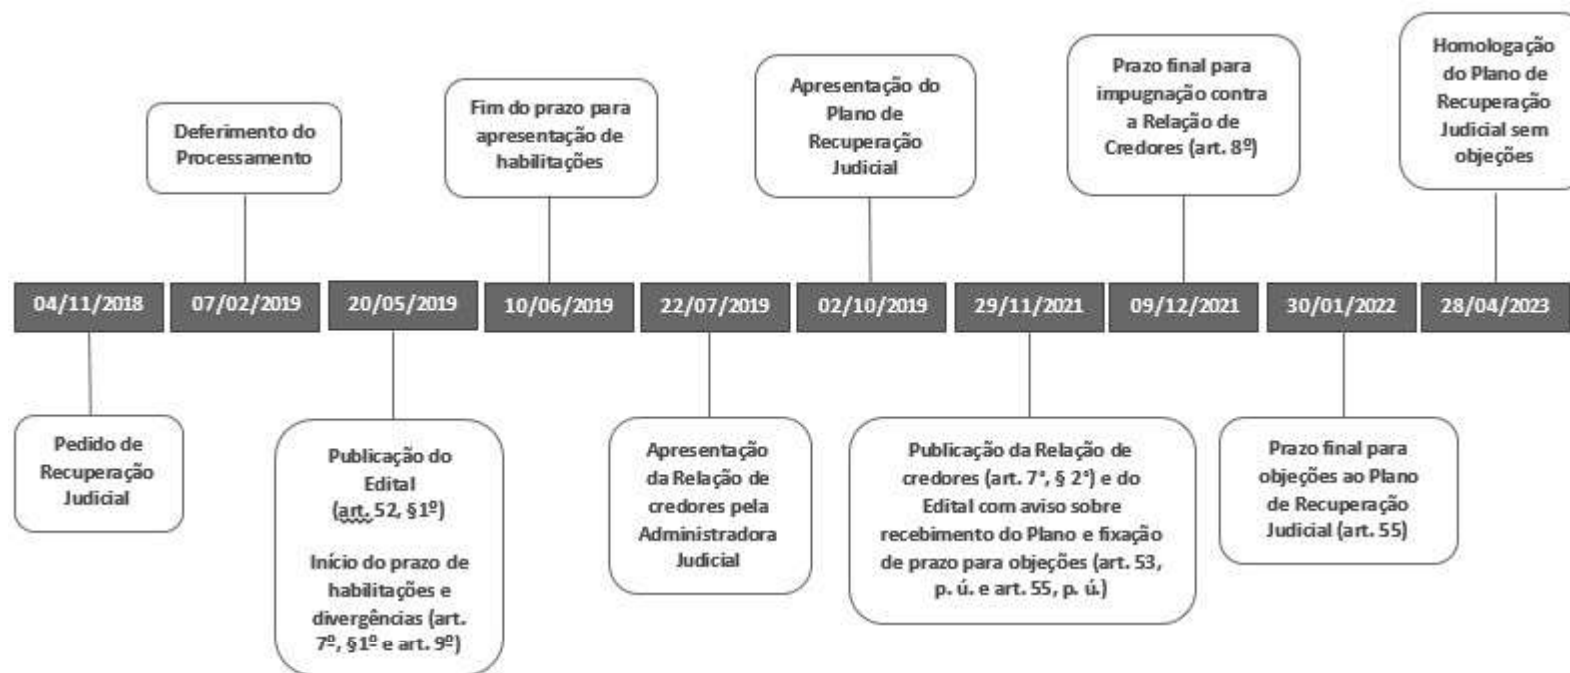 Deferimento do
Processamento
Fim do prazo para
apresentação de
habilitações
Apresentação do
Plano de
Recuperação
Judicial
Prazo final para
impugnação contra
a Relação de
Credores (art. 8º)
Homologação
do Plano de
Recuperação
Judicial sem
objeções
04/11/2018
07/02/2019
20/05/2019
10/06/2019
22/07/2019
02/10/2019
29/11/2021
09/12/2021
30/01/2022
28/04/2023
Pedido de
Recuperação
Judicial
Publicação do
Edital
(art. 52, §1º)
Início do prazo de
habilitações e
divergências (art.
7º, §1º e art. 9º)
Apresentação
da Relação de
credores pela
Administradora
Judicial
Publicação da Relação de
credores (art. 7°, § 2°) e do
Edital com aviso sobre
recebimento do Plano e fixação
de prazo para objeções (art. 53,
p. ú. e art. 55, p. ú.)
Prazo final para
objeções ao Plano
de Recuperação
Judicial (art. 55)